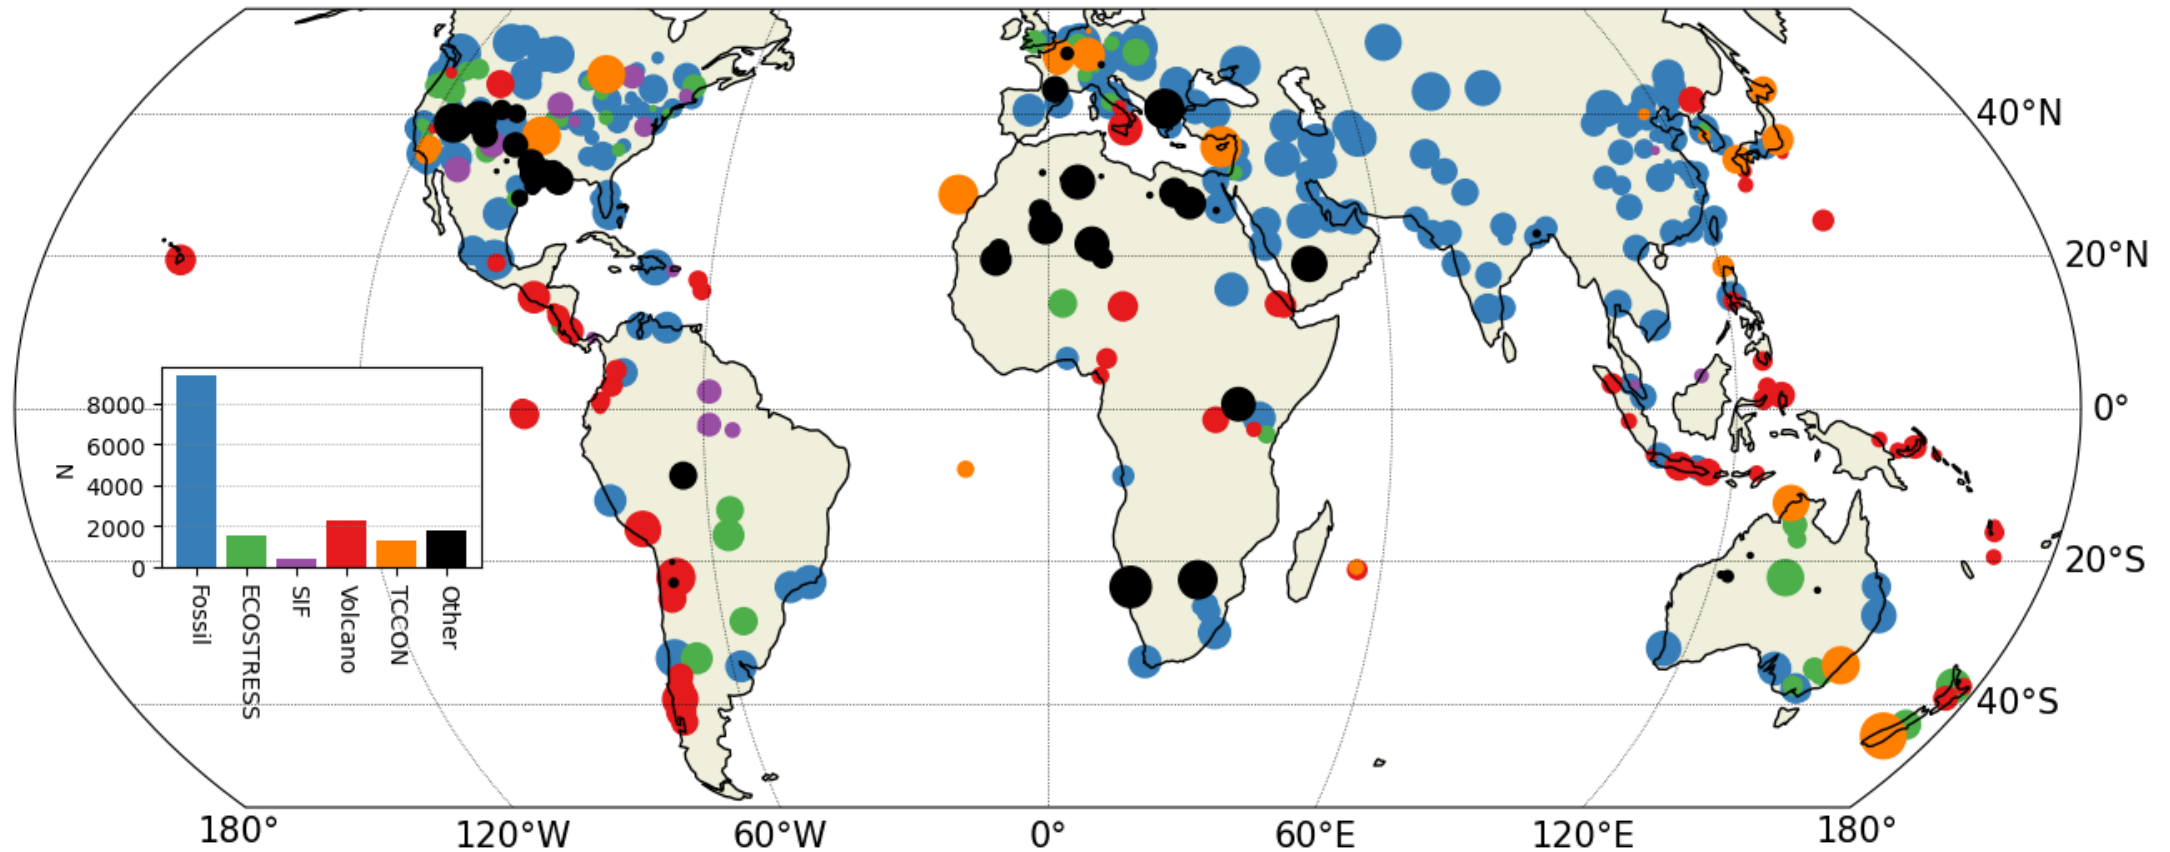 40°N
20°N
0°
20°S
40°S
8000
6000
4000
2000
0
N
Fossil
ECOSTRESS
SIF
Volcano
TCCON
Other
180°
120°W
60°W
0°
60°E
120°E
180°